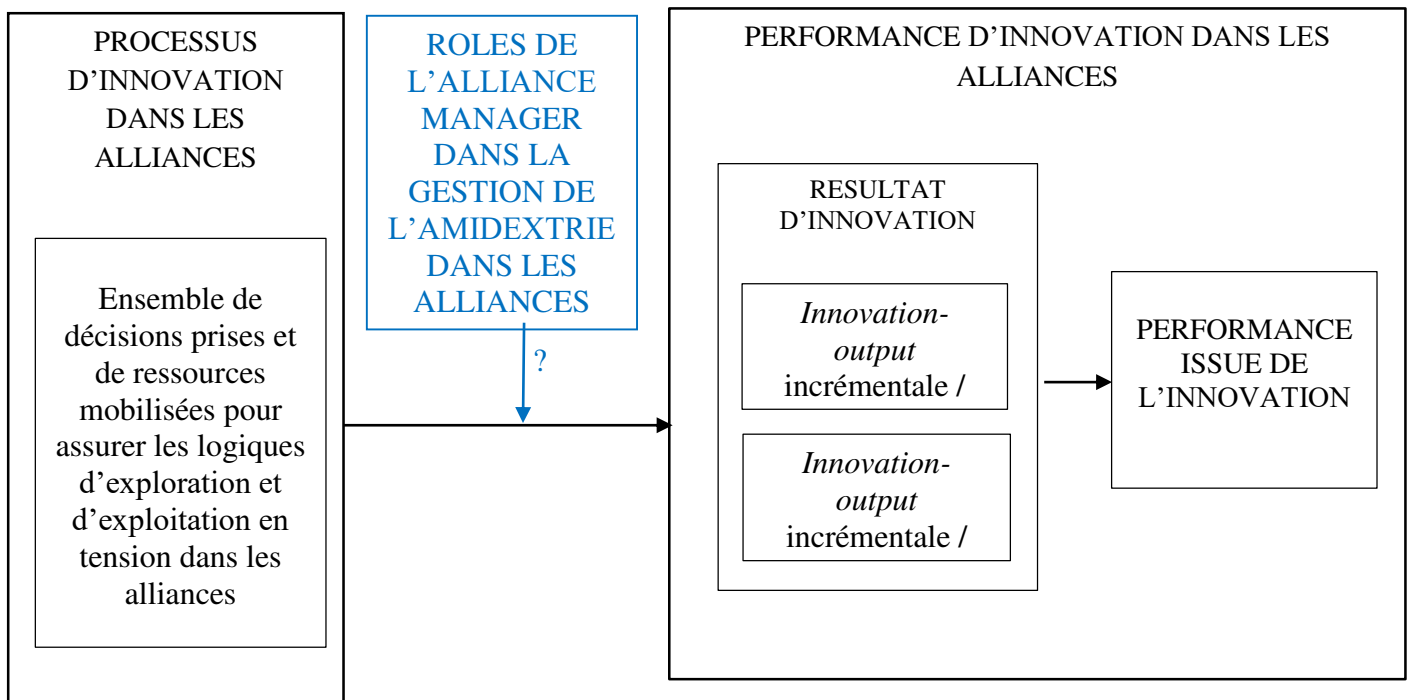 PROCESSUS
D’INNOVATION
DANS LES
ALLIANCES
Ensemble de
décisions prises et
de ressources
mobilisées pour
assurer les logiques
d’exploration et
d’exploitation en
tension dans les
alliances
ROLES DE
L’ALLIANCE
MANAGER
DANS LA
GESTION DE
L’AMIDEXTRIE
DANS LES
ALLIANCES
?
PERFORMANCE D’INNOVATION DANS LES
ALLIANCES
RESULTAT
D’INNOVATION
Innovation-
output
incrémentale /
Innovation-
output
incrémentale /
PERFORMANCE
ISSUE DE
L’INNOVATION